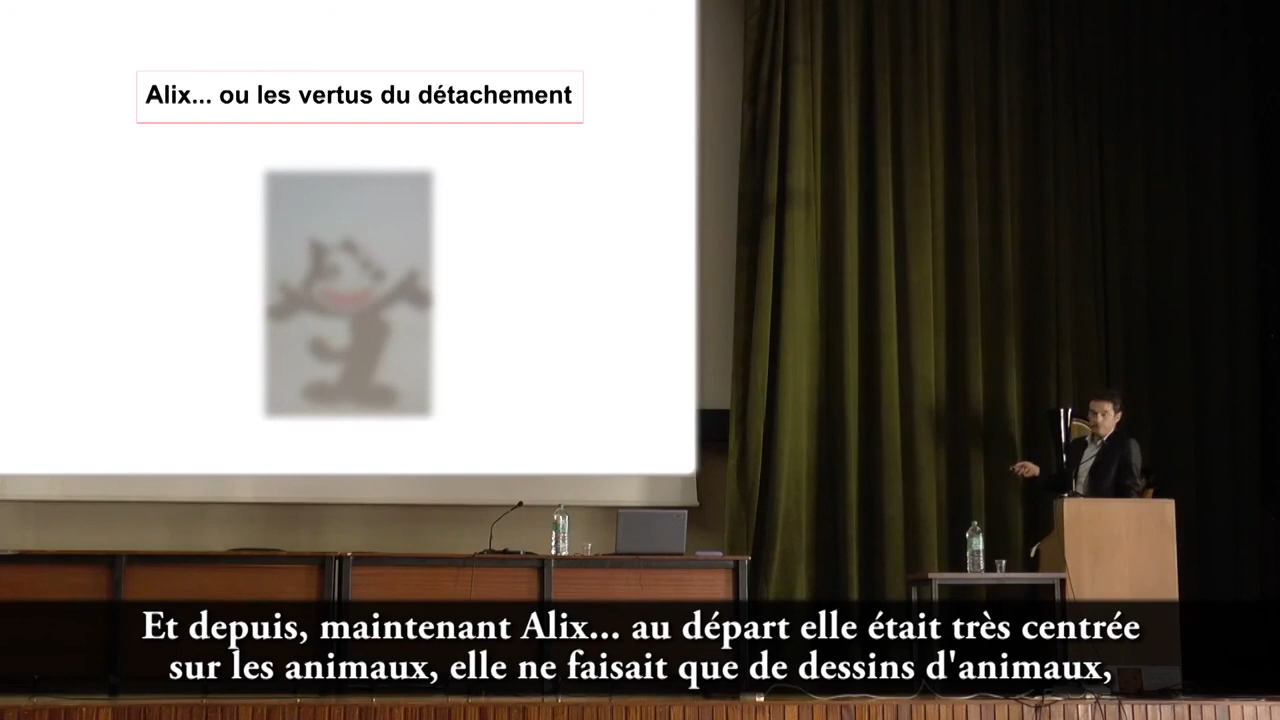 Alix... ou les vertus du détachement
Et depuis, maintenant Alix... au départ elle était très centrée
sur les animaux, elle ne faisait que de dessins d'animaux,